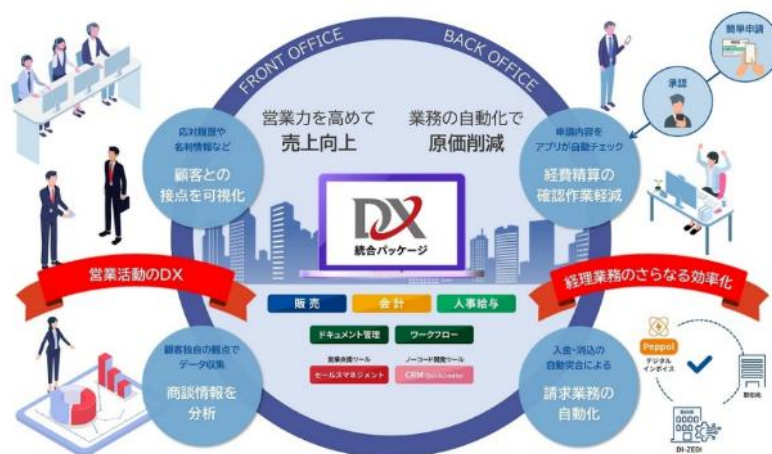 FRONT OFFICE
BACK OFFICE
営業力を高めて
売上向上
業務の自動化で
原価削減
簡単申請
承認
応対履歴や
名刺情報など
顧客との
接点を可視化
申請内容を
アプリが自動チェック
経費精算の
確認作業軽減
DX
統合パッケージ
営業活動のDX
経理業務のさらなる効率化
販売
会計
人事給与
ドキュメント管理
ワークフロー
営業支援ツール
ノーコード開発ツール
セールスマネジメント
CRM QuickCreator
顧客独自の観点で
データ収集
商談情報を
分析
入金・消込の
自動突合による
請求業務の
自動化
Peppol
デジタル
インボイス
取引先
BANK
DI-ZEDI